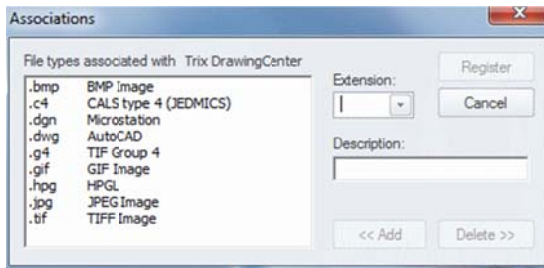 Associations
File types associated with Trix DrawingCenter
.bmp BMP Image
.c4 CALS type 4 (JEDMICS)
.dgn Microstation
.dwg AutoCAD
.g4 TIF Group 4
.gif GIF Image
.hpg HPGL
.jpg JPEG Image
.tif TIFF Image
Extension:
Description:
Register
Cancel
<< Add
Delete >>